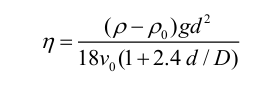 η = (ρ − ρ₀)gd² / 18v₀(1 + 2.4 d / D)